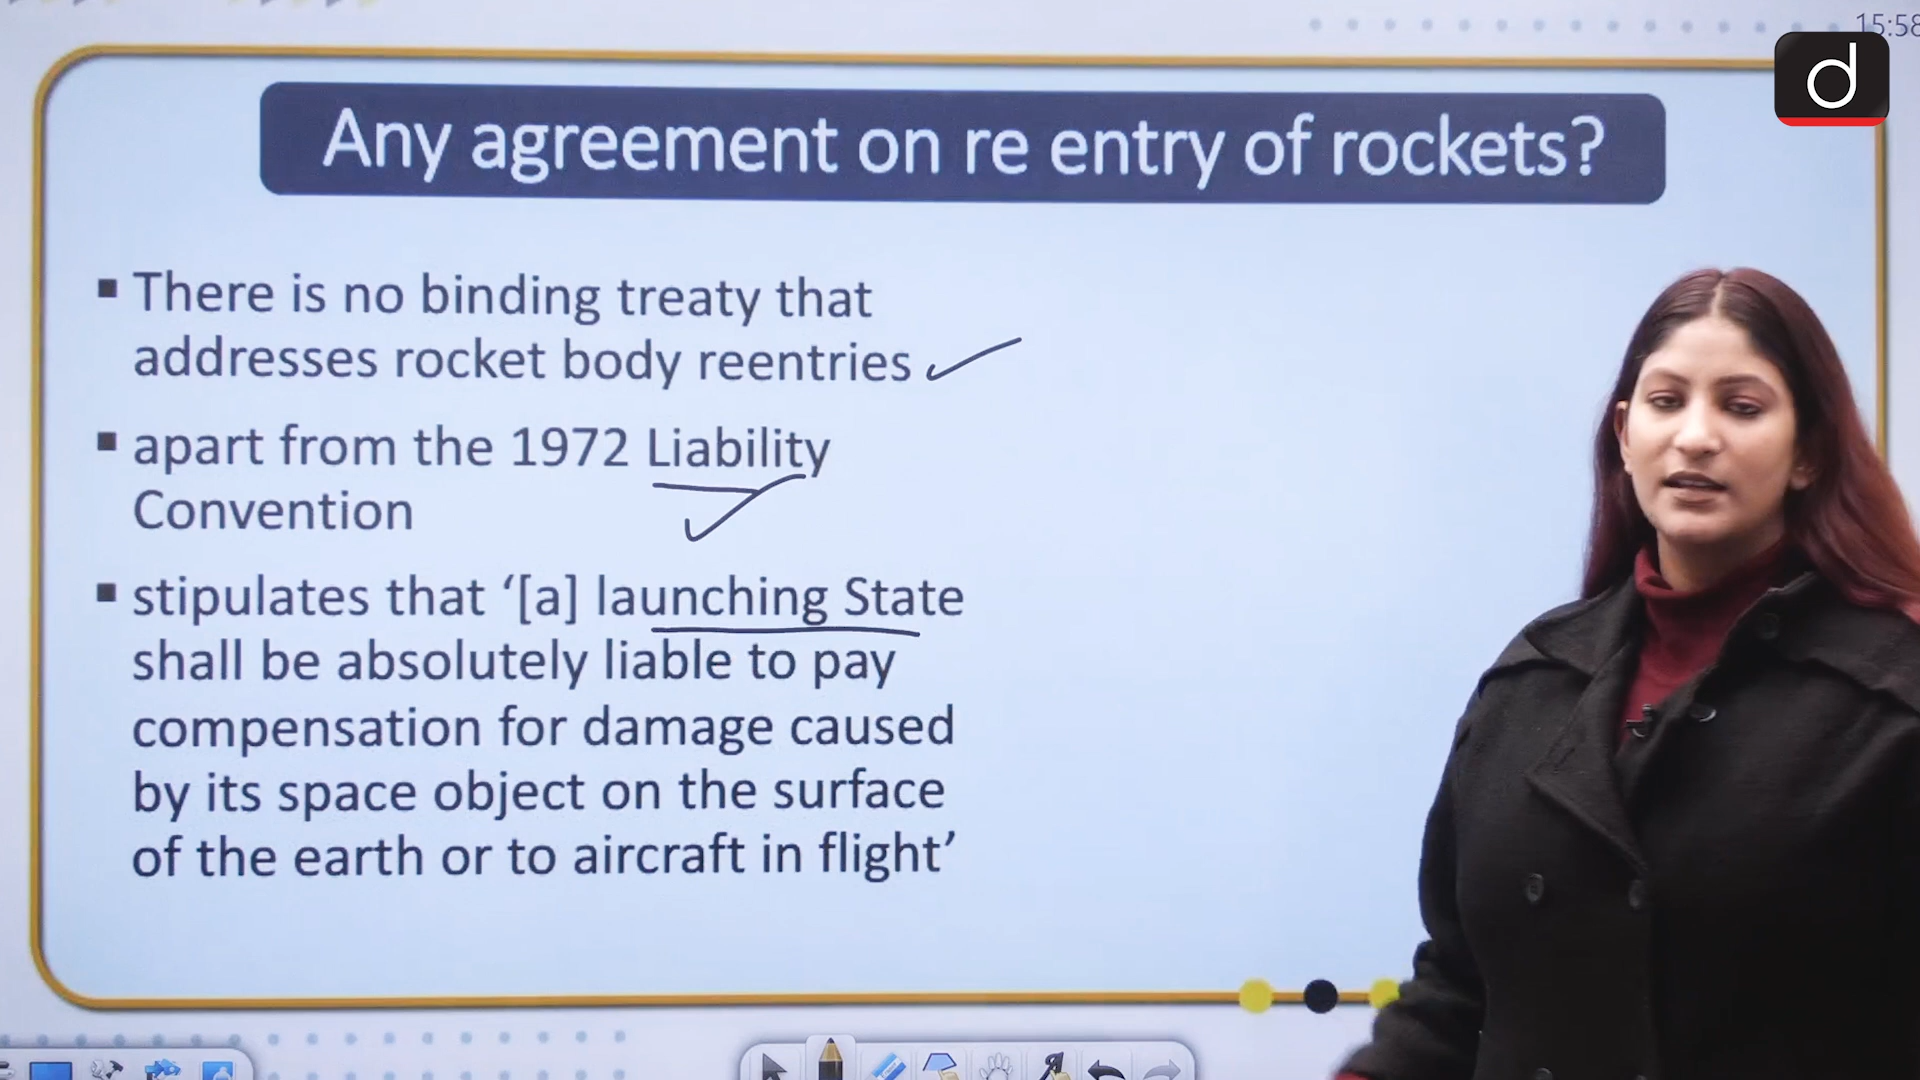 15:58
d
Any agreement on re entry of rockets?
▪ There is no binding treaty that
addresses rocket body reentries
▪ apart from the 1972 Liability
Convention
▪ stipulates that ‘[a] launching State
shall be absolutely liable to pay
compensation for damage caused
by its space object on the surface
of the earth or to aircraft in flight’